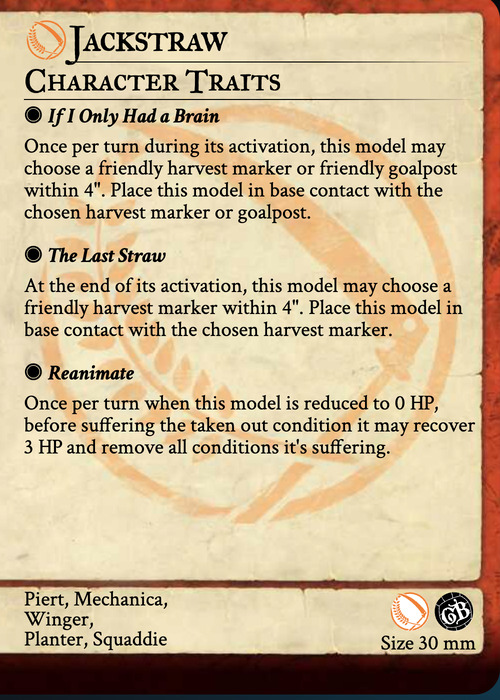 Jackstraw
Character Traits
If I Only Had a Brain
Once per turn during its activation, this model may
choose a friendly harvest marker or friendly goalpost
within 4". Place this model in base contact with the
chosen harvest marker or goalpost.
The Last Straw
At the end of its activation, this model may choose a
friendly harvest marker within 4". Place this model in
base contact with the chosen harvest marker.
Reanimate
Once per turn when this model is reduced to 0 HP,
before suffering the taken out condition it may recover
3 HP and remove all conditions it's suffering.
Piert, Mechanica,
Winger,
Planter, Squaddie
GB
Size 30 mm